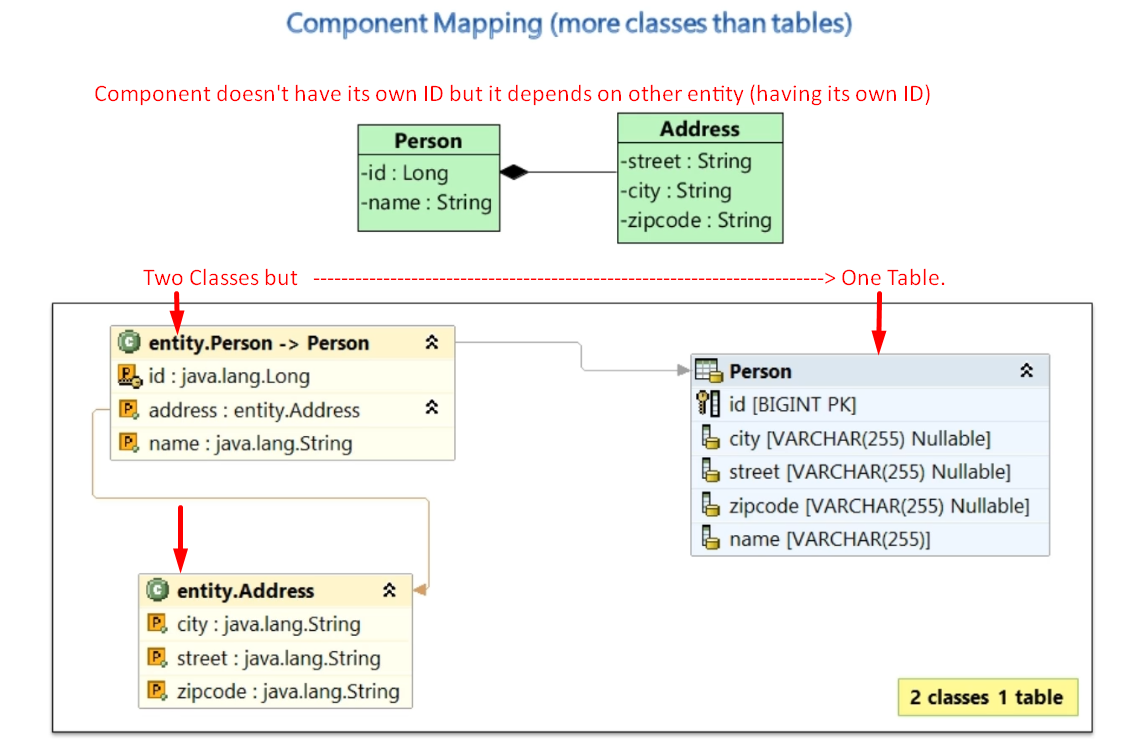 Component Mapping (more classes than tables)
Component doesn't have its own ID but it depends on other entity (having its own ID)
Person
-id : Long
-name : String
Address
-street : String
-city : String
-zipcode : String
Two Classes but -------------------------------------------------------------------------> One Table.
entity.Person -> Person
id : java.lang.Long
address : entity.Address
name : java.lang.String
Person
id [BIGINT PK]
city [VARCHAR(255) Nullable]
street [VARCHAR(255) Nullable]
zipcode [VARCHAR(255) Nullable]
name [VARCHAR(255)]
entity.Address
city : java.lang.String
street : java.lang.String
zipcode : java.lang.String
2 classes 1 table